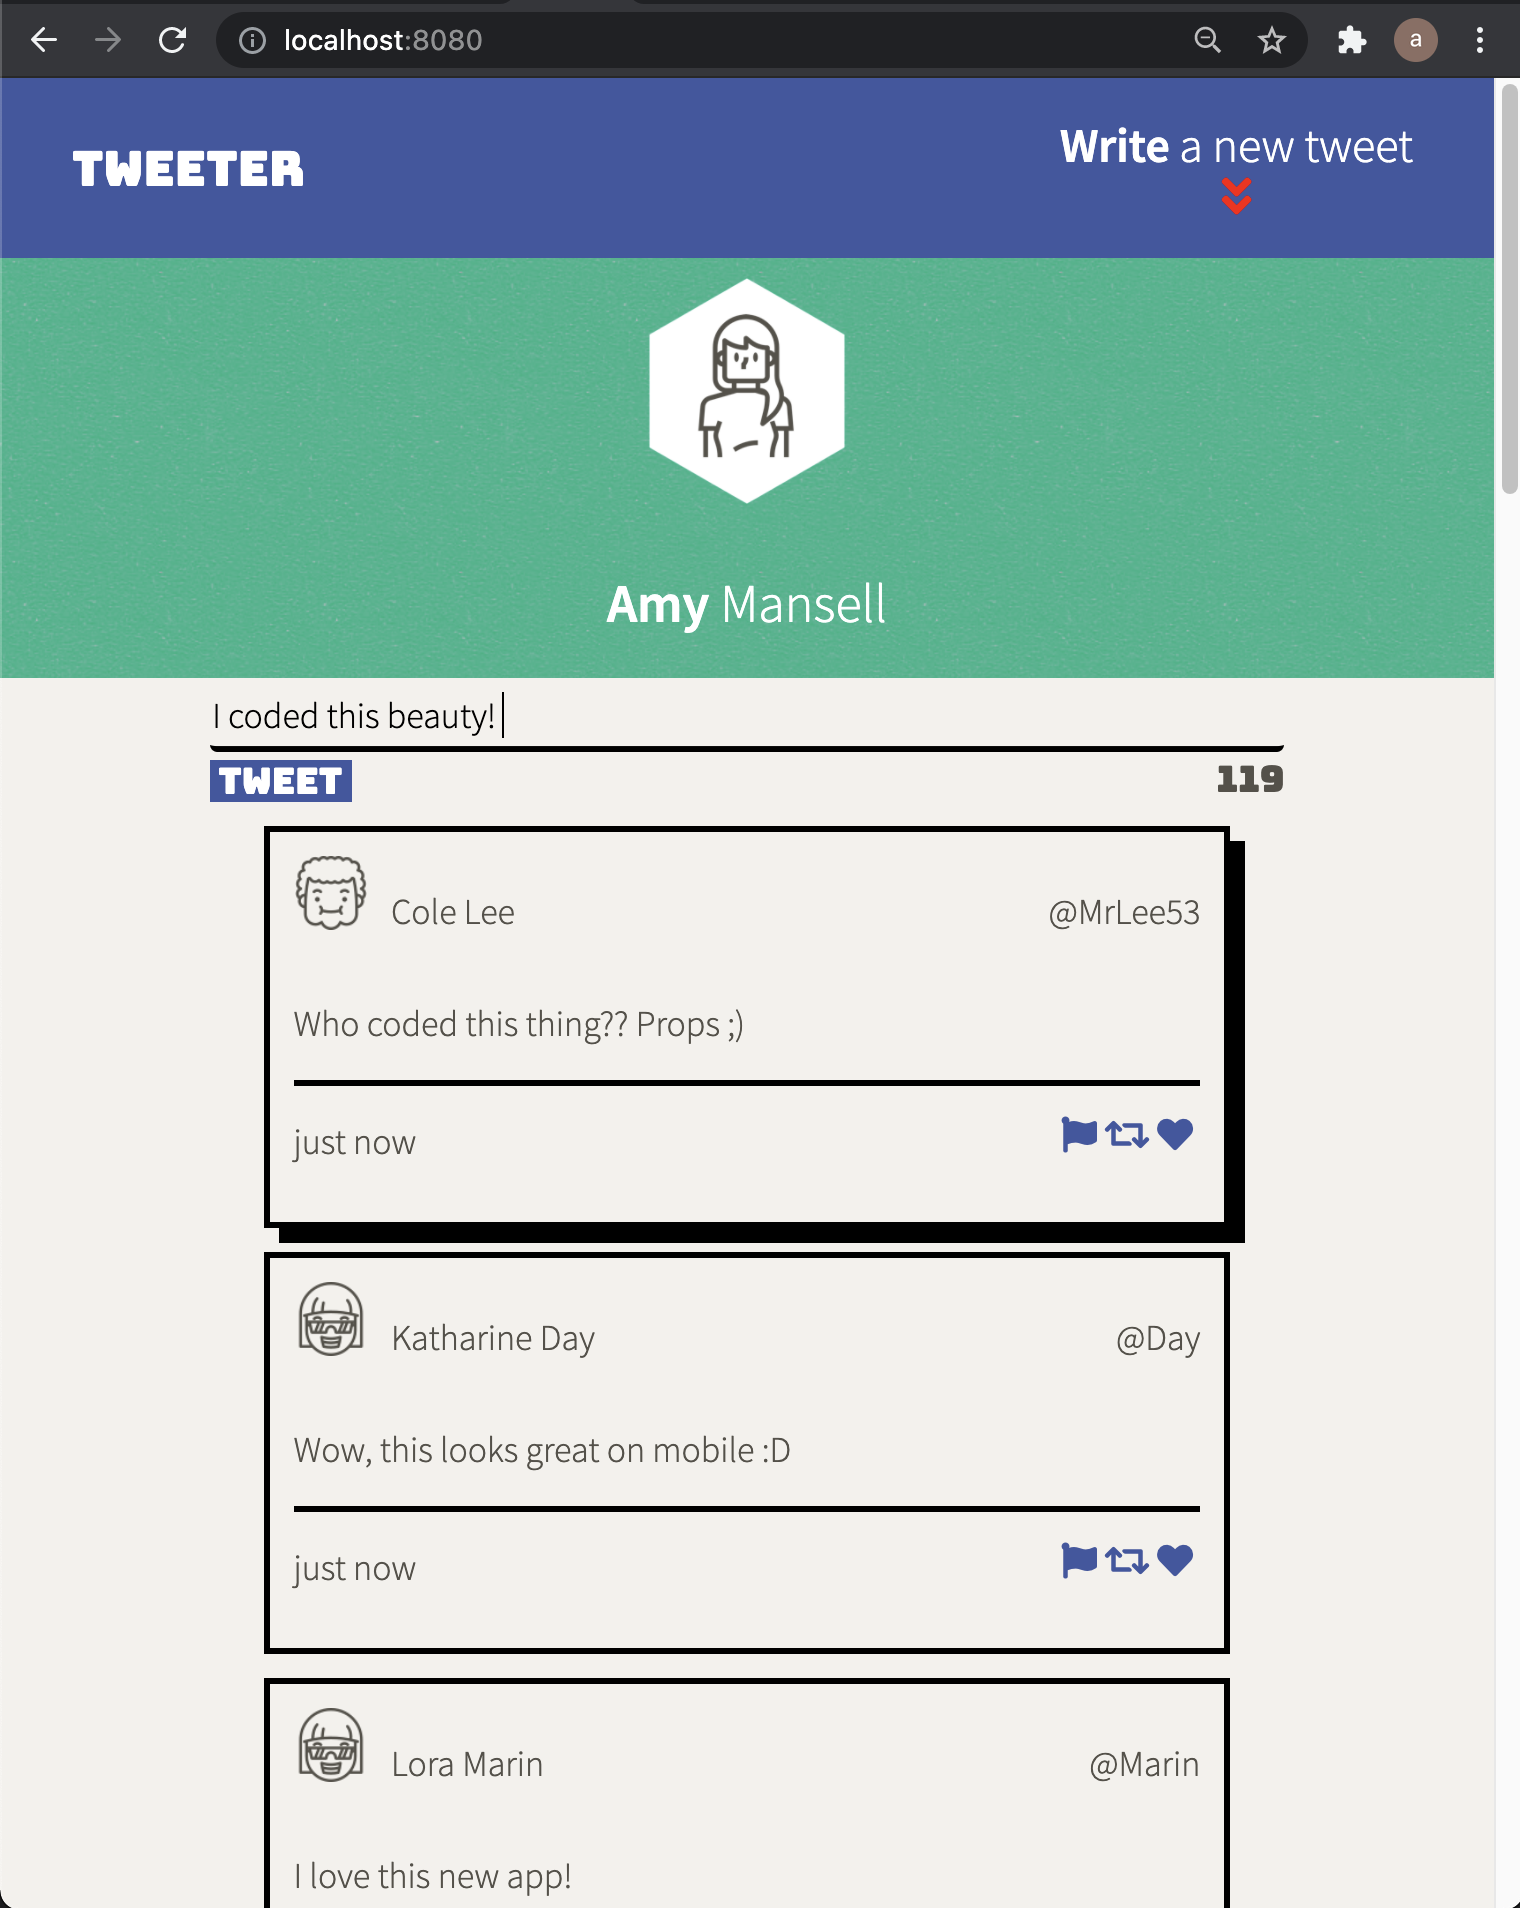 localhost:8080
a
TWEETER
Write a new tweet
Amy Mansell
I coded this beauty!
TWEET
119
Cole Lee
@MrLee53
Who coded this thing?? Props ;)
just now
Katharine Day
@Day
Wow, this looks great on mobile :D
just now
Lora Marin
@Marin
I love this new app!